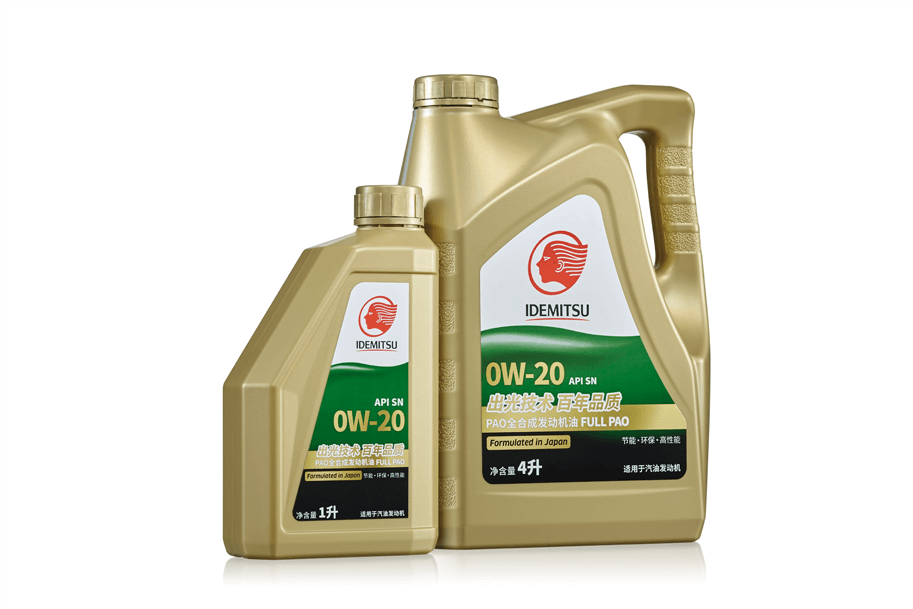 IDEMITSU
API SN
0W-20
出光技术 百年品质
PAO全合成发动机油 FULL PAO
Formulated in Japan 节能·环保·高性能
净含量 1升 适用于汽油发动机
IDEMITSU
0W-20 API SN
出光技术 百年品质
PAO全合成发动机油 FULL PAO
Formulated in Japan 节能·环保·高性能
净含量 4升 适用于汽油发动机